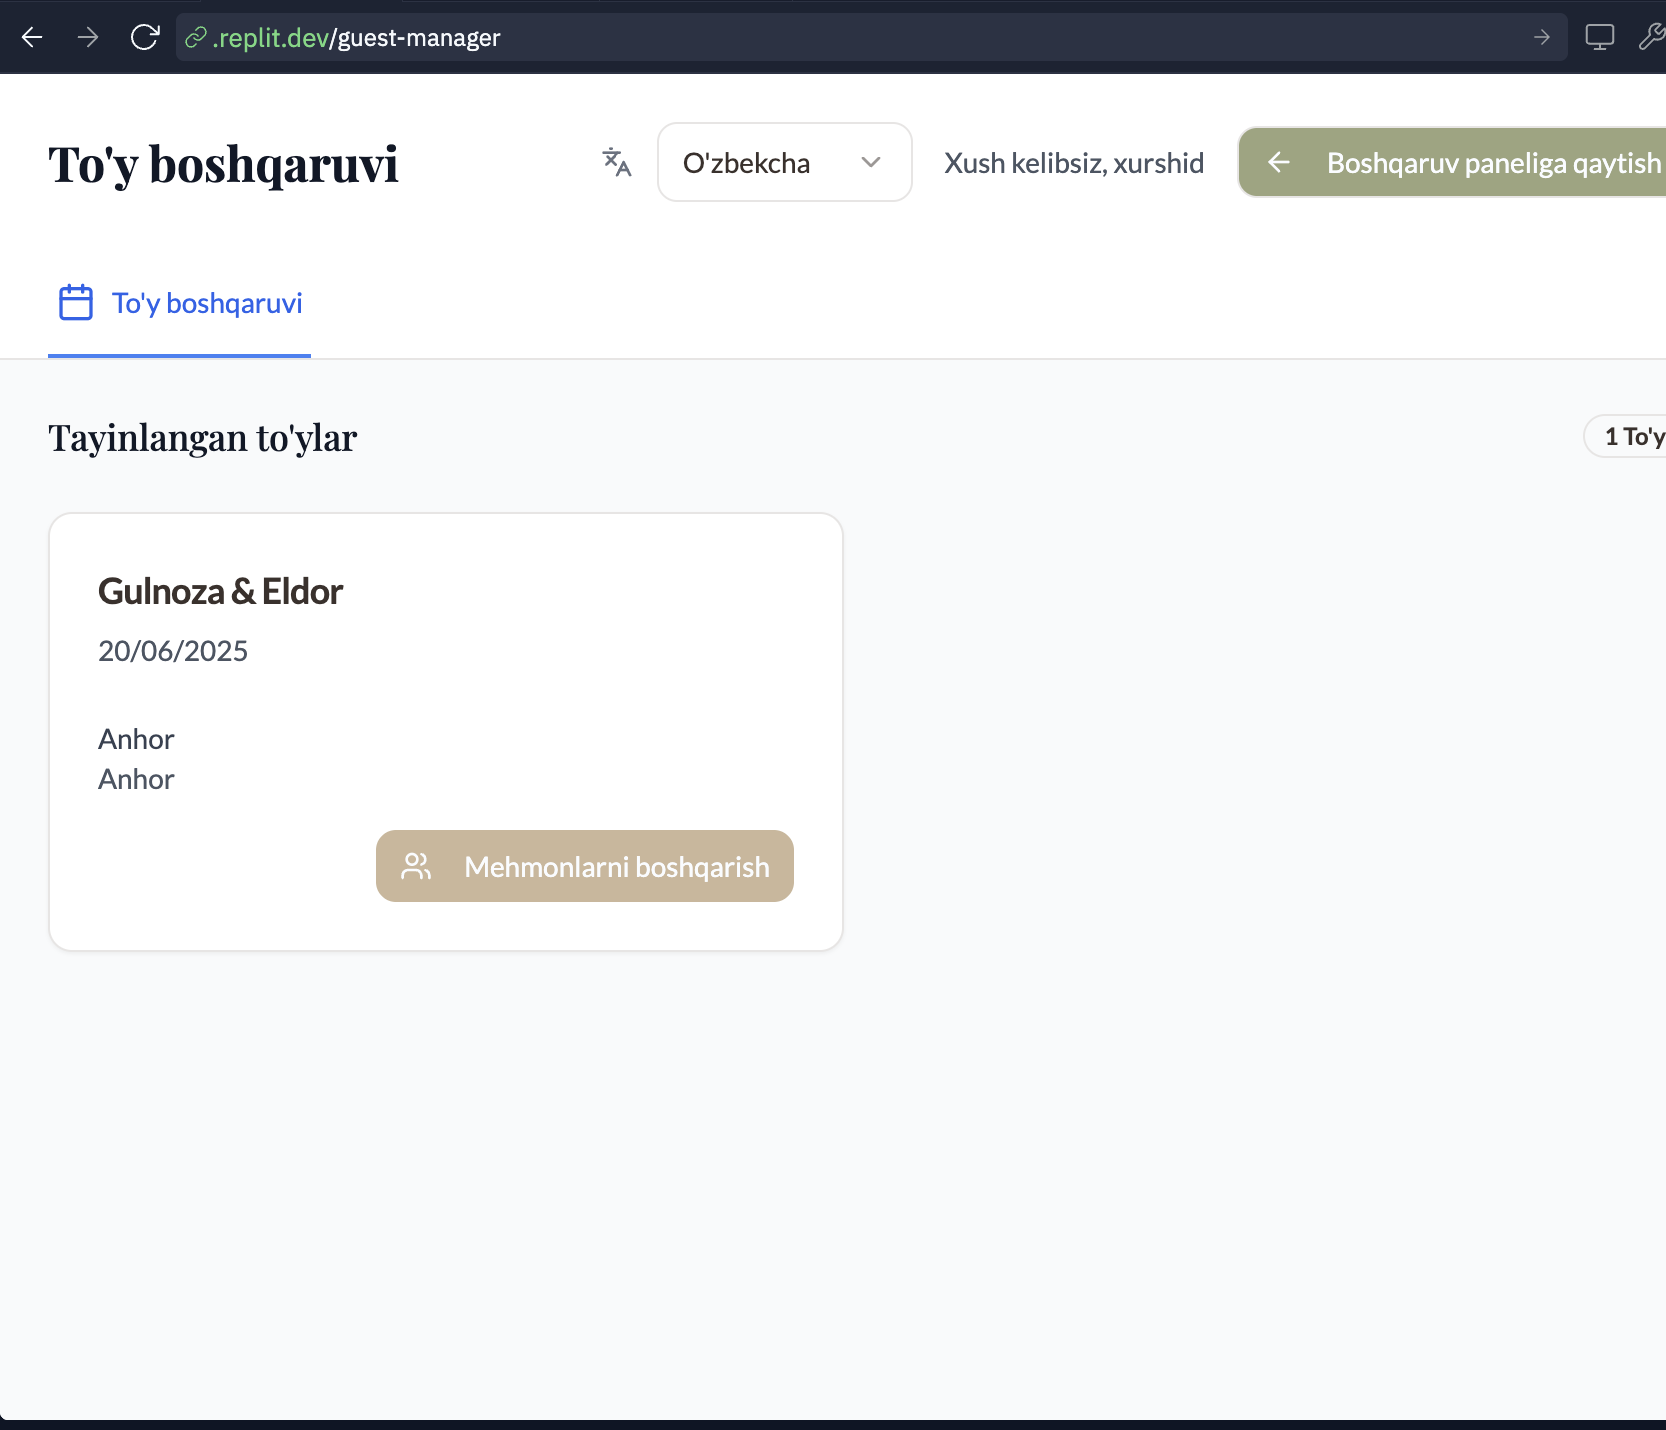 .replit.dev/guest-manager
To'y boshqaruvi
O'zbekcha
Xush kelibsiz, xurshid
Boshqaruv paneliga qaytish
To'y boshqaruvi
Tayinlangan to'ylar
1 To'y
Gulnoza & Eldor
20/06/2025
Anhor
Anhor
Mehmonlarni boshqarish